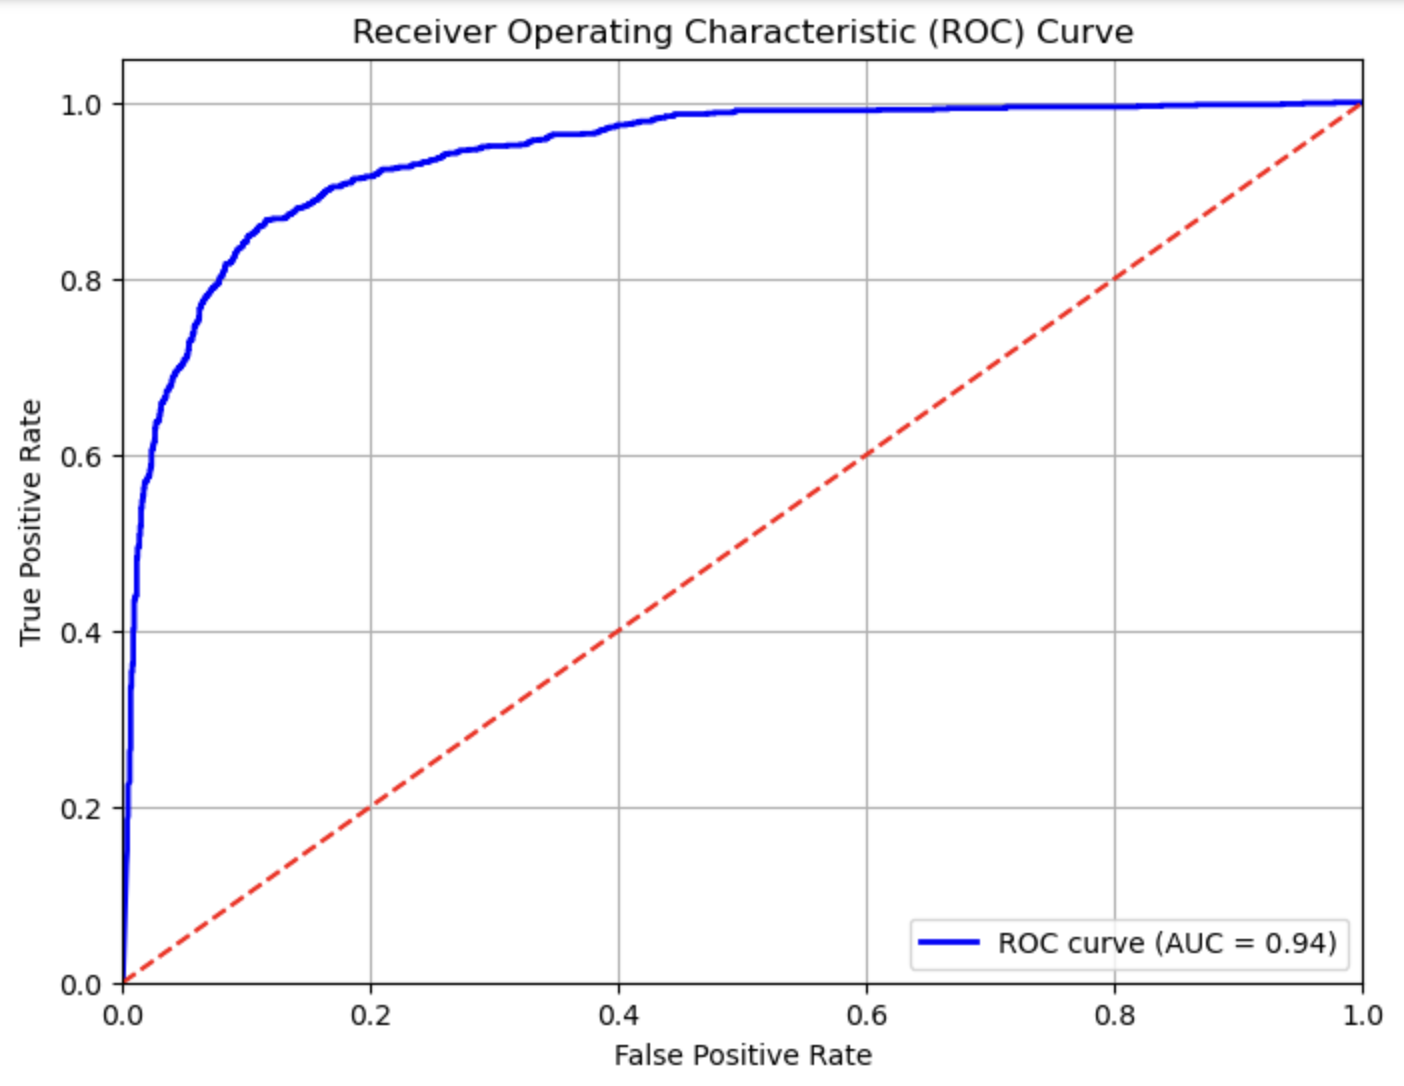 Receiver Operating Characteristic (ROC) Curve
1.0
0.8
0.6
0.4
0.2
0.0
True Positive Rate
ROC curve (AUC = 0.94)
0.0 0.2 0.4 0.6 0.8 1.0
False Positive Rate